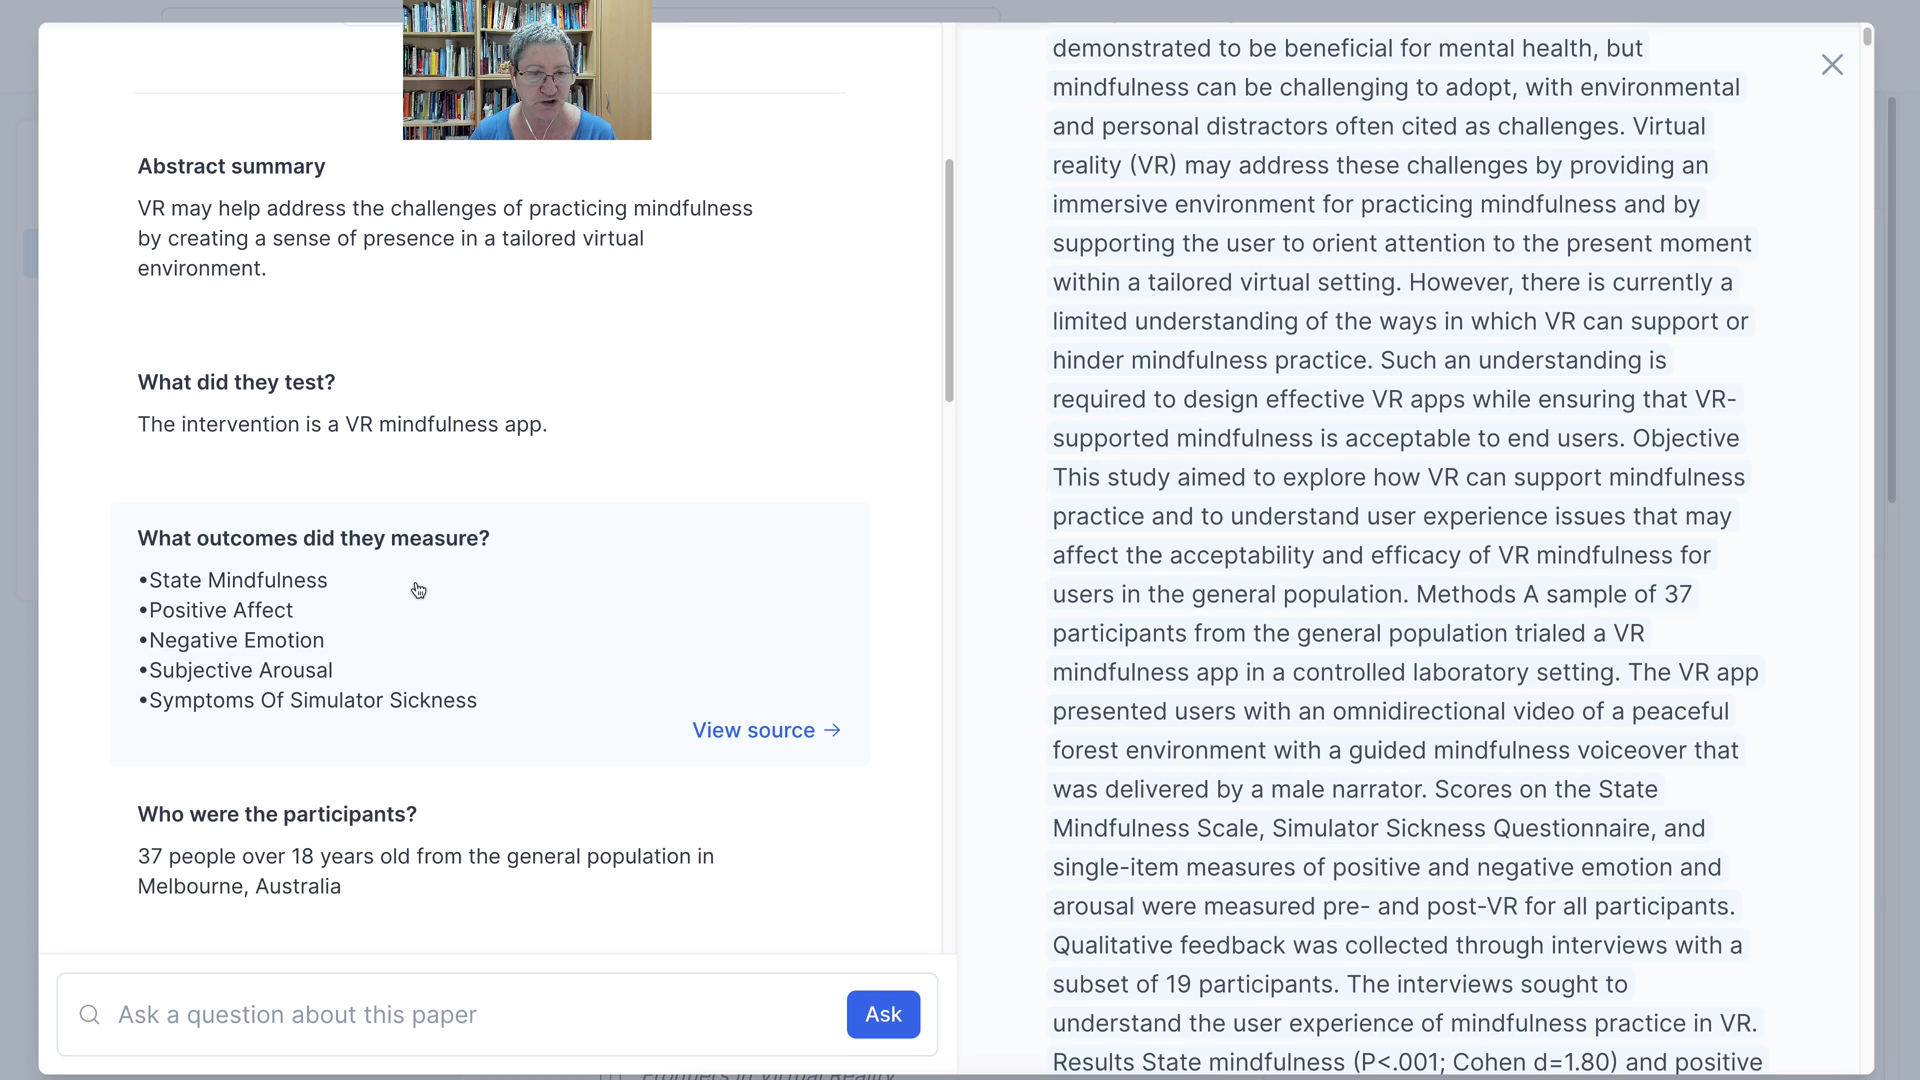 Abstract summary
VR may help address the challenges of practicing mindfulness
by creating a sense of presence in a tailored virtual
environment.
What did they test?
The intervention is a VR mindfulness app.
What outcomes did they measure?
•State Mindfulness
•Positive Affect
•Negative Emotion
•Subjective Arousal
•Symptoms Of Simulator Sickness
View source →
Who were the participants?
37 people over 18 years old from the general population in
Melbourne, Australia
Ask a question about this paper
Ask
demonstrated to be beneficial for mental health, but
mindfulness can be challenging to adopt, with environmental
and personal distractors often cited as challenges. Virtual
reality (VR) may address these challenges by providing an
immersive environment for practicing mindfulness and by
supporting the user to orient attention to the present moment
within a tailored virtual setting. However, there is currently a
limited understanding of the ways in which VR can support or
hinder mindfulness practice. Such an understanding is
required to design effective VR apps while ensuring that VR-
supported mindfulness is acceptable to end users. Objective
This study aimed to explore how VR can support mindfulness
practice and to understand user experience issues that may
affect the acceptability and efficacy of VR mindfulness for
users in the general population. Methods A sample of 37
participants from the general population trialed a VR
mindfulness app in a controlled laboratory setting. The VR app
presented users with an omnidirectional video of a peaceful
forest environment with a guided mindfulness voiceover that
was delivered by a male narrator. Scores on the State
Mindfulness Scale, Simulator Sickness Questionnaire, and
single-item measures of positive and negative emotion and
arousal were measured pre- and post-VR for all participants.
Qualitative feedback was collected through interviews with a
subset of 19 participants. The interviews sought to
understand the user experience of mindfulness practice in VR.
Results State mindfulness (P<.001; Cohen d=1.80) and positive
Frontiers in Virtual Reality